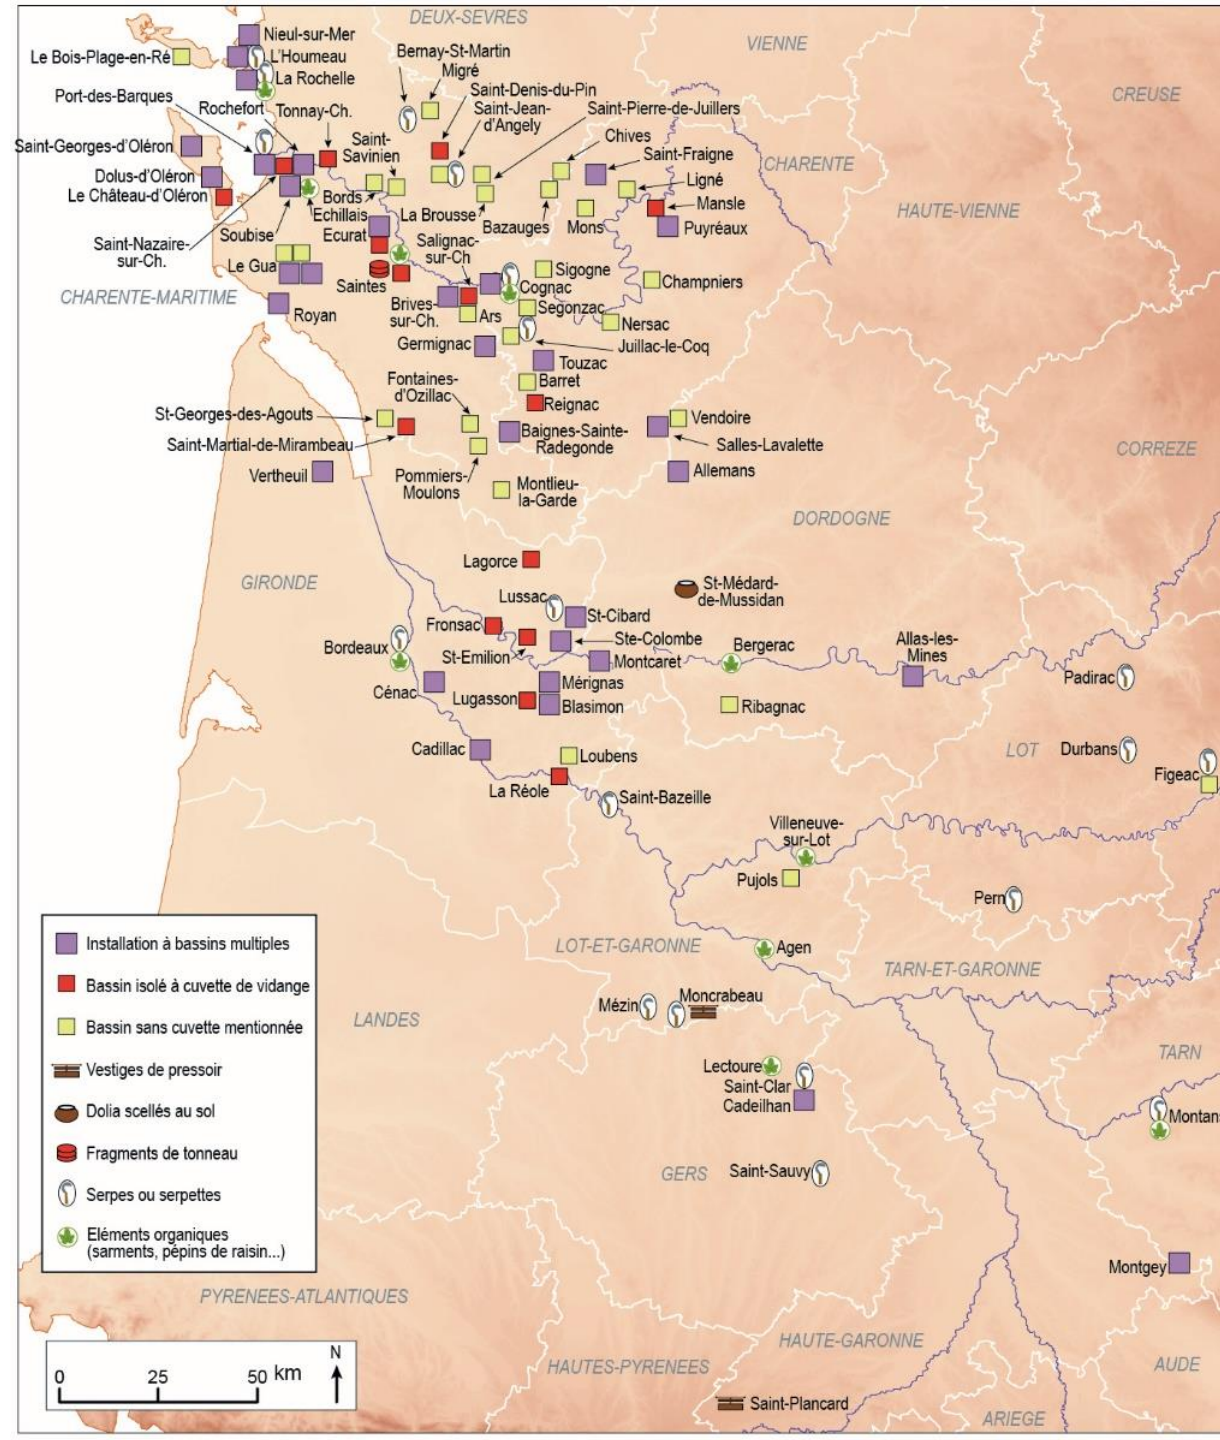 DEUX-SEVRES
VIENNE
CREUSE
Nieul-sur-Mer
Le Bois-Plage-en-Ré
L'Houmeau
Bernay-St-Martin
La Rochelle
Migré
Port-des-Barques
Rochefort
Tonnay-Ch.
Saint-Denis-du-Pin
Saint-Jean-
d'Angely
Saint-Pierre-de-Juillers
Saint-Georges-d'Oléron
Saint-
Savinien
Chives
Saint-Fraigne
CHARENTE
Dolus-d'Oléron
Le Château-d'Oléron
Bords
Echillais
La Brousse
Bazauges
Mons
Ligné
Mansle
Puyréaux
HAUTE-VIENNE
Saint-Nazaire-
sur-Ch.
Soubise
Ecurat
Salignac-
sur-Ch
Le Gua
Saintes
Cognac
Sigogne
Champniers
CHARENTE-MARITIME
Royan
Brives-
sur-Ch.
Ars
Segonzac
Nersac
Germignac
Juillac-le-Coq
Touzac
Fontaines-
d'Ozillac
Barret
Reignac
St-Georges-des-Agouts
Saint-Martial-de-Mirambeau
Baignes-Sainte-
Radegonde
Vendoire
Salles-Lavalette
CORREZE
Vertheuil
Pommiers-
Moulons
Montlieu-
la-Garde
Allemans
DORDOGNE
Lagorce
GIRONDE
Lussac
St-Médard-
de-Mussidan
Fronsac
St-Cibard
Ste-Colombe
Bordeaux
St-Emilion
Montcaret
Bergerac
Allas-les-
Mines
Padirac
Cénac
Lugasson
Mérignas
Blasimon
Ribagnac
Cadillac
Loubens
LOT
Durbans
Figeac
La Réole
Saint-Bazeille
Villeneuve-
sur-Lot
Pujols
Pern
LOT-ET-GARONNE
Agen
TARN-ET-GARONNE
Mézin
Moncrabeau
LANDES
TARN
Lectoure
Saint-Clar
Cadeilhan
Montans
GERS
Saint-Sauvy
Montgey
PYRENEES-ATLANTIQUES
HAUTE-GARONNE
HAUTES-PYRENEES
AUDE
Saint-Plancard
ARIEGE
Installation à bassins multiples
Bassin isolé à cuvette de vidange
Bassin sans cuvette mentionnée
Vestiges de pressoir
Dolia scellés au sol
Fragments de tonneau
Serpes ou serpettes
Eléments organiques
(sarments, pépins de raisin...)
N
0 25 50 km